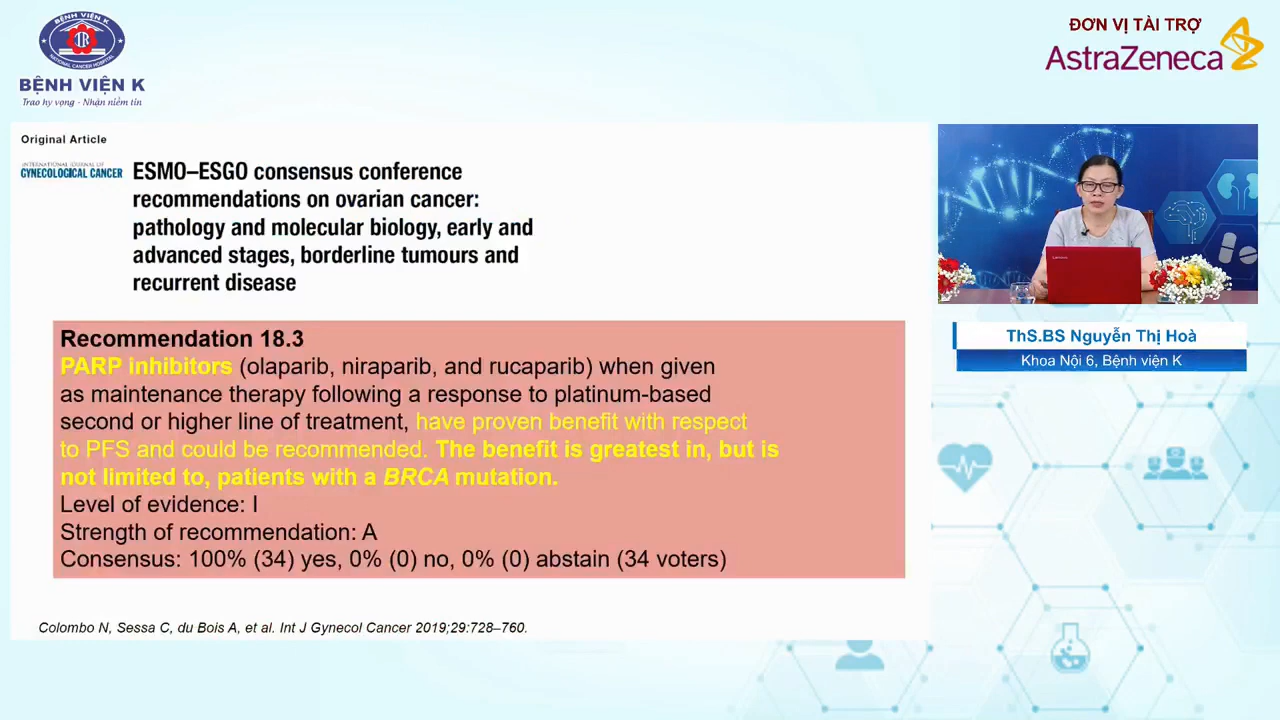 BỆNH VIỆN K
NATIONAL CANCER HOSPITAL
BỆNH VIỆN K
Trao hy vọng - Nhận niềm tin
ĐƠN VỊ TÀI TRỢ
AstraZeneca
Original Article
INTERNATIONAL JOURNAL OF
GYNECOLOGICAL CANCER
ESMO–ESGO consensus conference
recommendations on ovarian cancer:
pathology and molecular biology, early and
advanced stages, borderline tumours and
recurrent disease
Recommendation 18.3
PARP inhibitors (olaparib, niraparib, and rucaparib) when given
as maintenance therapy following a response to platinum-based
second or higher line of treatment, have proven benefit with respect
to PFS and could be recommended. The benefit is greatest in, but is
not limited to, patients with a BRCA mutation.
Level of evidence: I
Strength of recommendation: A
Consensus: 100% (34) yes, 0% (0) no, 0% (0) abstain (34 voters)
Colombo N, Sessa C, du Bois A, et al. Int J Gynecol Cancer 2019;29:728–760.
Lenovo
ThS.BS Nguyễn Thị Hoà
Khoa Nội 6, Bệnh viện K